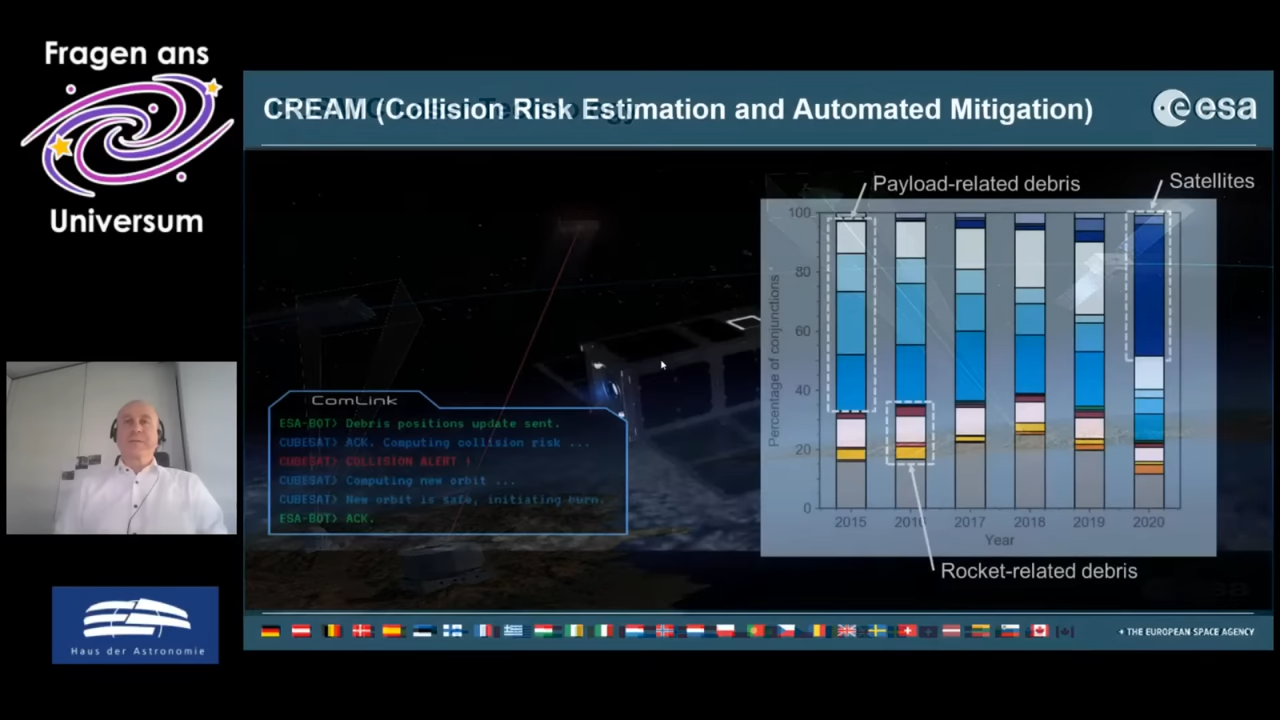 Fragen ans
Universum
CREAM (Collision Risk Estimation and Automated Mitigation)
esa
Payload-related debris
Satellites
100
80
60
40
20
0
Percentage of conjunctions
2015
2016
2017
2018
2019
2020
Year
Rocket-related debris
ComLink
ESA-BOT> Debris positions update sent.
CUBESAT> ACK. Computing collision risk ...
CUBESAT> COLLISION ALERT !
CUBESAT> Computing new orbit ...
CUBESAT> New orbit is safe, initiating burn.
ESA-BOT> ACK.
Haus der Astronomie
→ THE EUROPEAN SPACE AGENCY